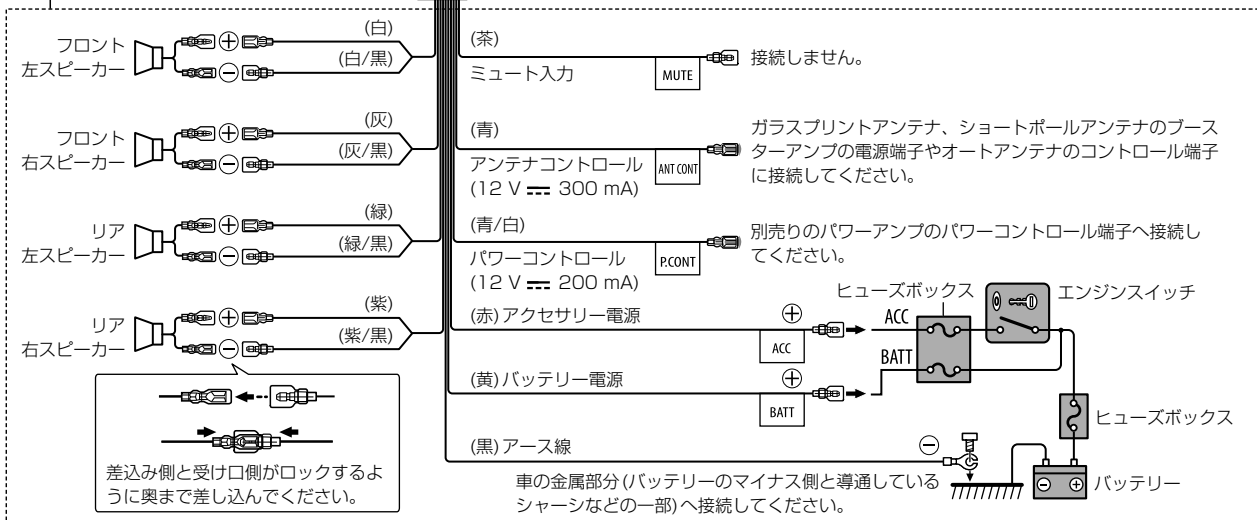 フロント
左スピーカー
⊕
(白)
⊖
(白/黒)
フロント
右スピーカー
⊕
(灰)
⊖
(灰/黒)
リア
左スピーカー
⊕
(緑)
⊖
(緑/黒)
リア
右スピーカー
⊕
(紫)
⊖
(紫/黒)
差込み側と受け口側がロックするよ
うに奥まで差し込んでください。
(茶)
ミュート入力
MUTE
接続しません。
(青)
アンテナコントロール
(12 V ⎓ 300 mA)
ANT CONT
ガラスプリントアンテナ、ショートポールアンテナのブース
ターアンプの電源端子やオートアンテナのコントロール端子
に接続してください。
(青/白)
パワーコントロール
(12 V ⎓ 200 mA)
P.CONT
別売りのパワーアンプのパワーコントロール端子へ接続し
てください。
(赤)アクセサリー電源
⊕
ACC
ACC
ヒューズボックス
エンジンスイッチ
(黄)バッテリー電源
⊕
BATT
BATT
ヒューズボックス
(黒)アース線
⊖
車の金属部分(バッテリーのマイナス側と導通している
シャーシなどの一部)へ接続してください。
⊖ ⊕
バッテリー